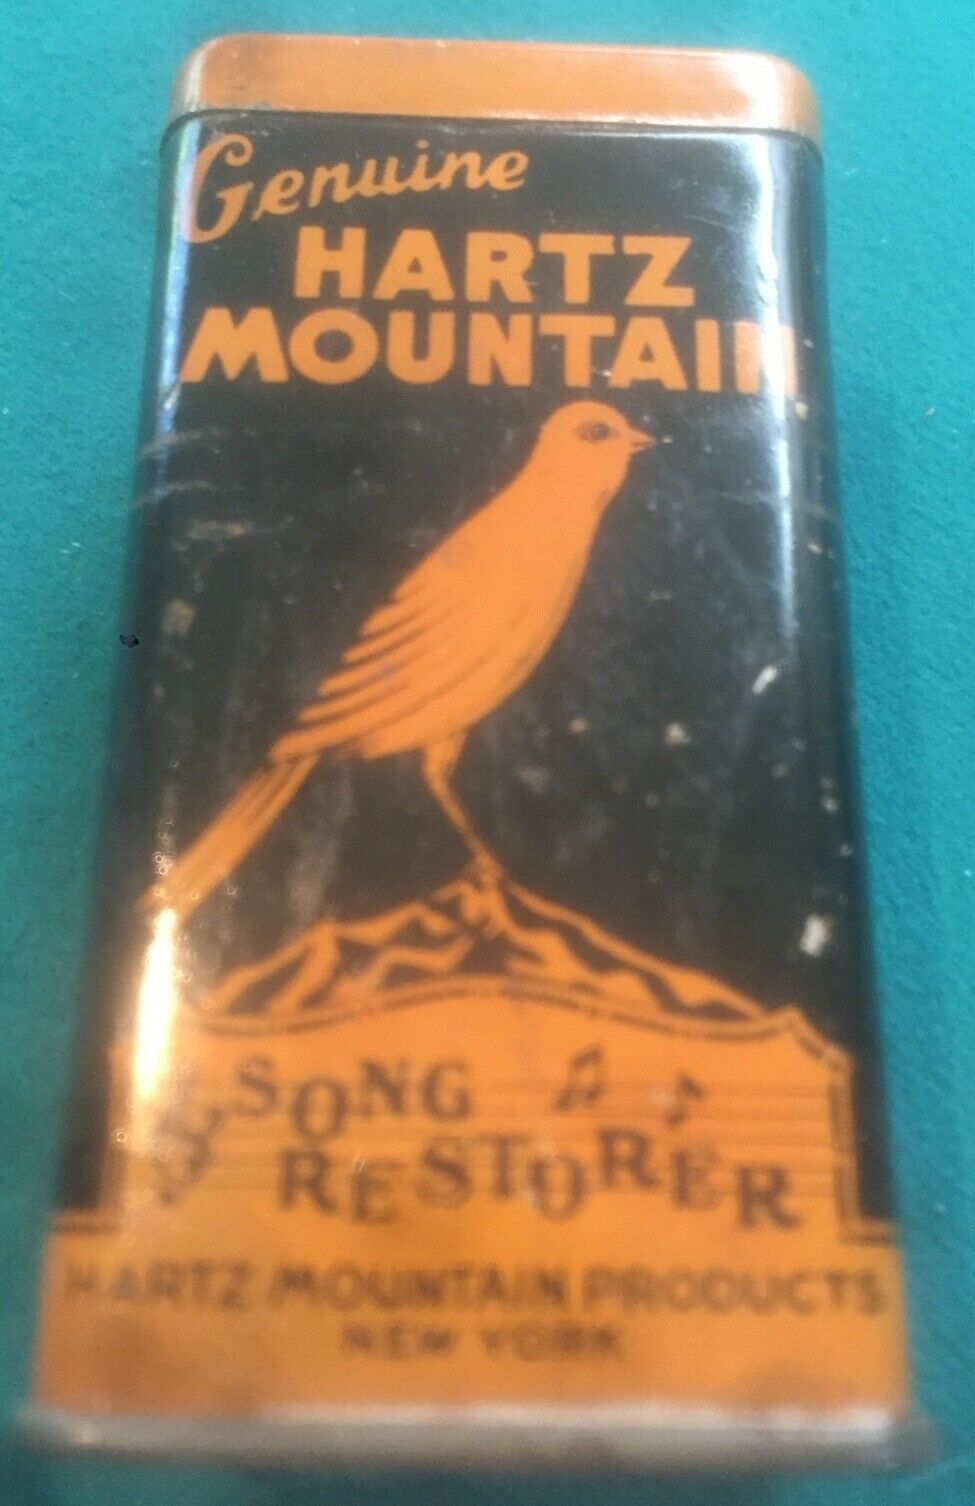 Genuine
HARTZ
MOUNTAIN
SONG
RESTORER
HARTZ MOUNTAIN PRODUCTS
NEW YORK